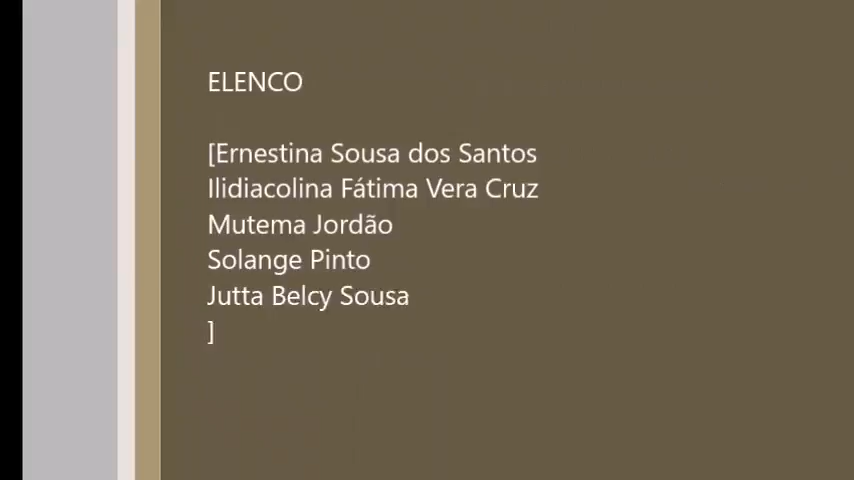 ELENCO
[Ernestina Sousa dos Santos
Ilidiacolina Fátima Vera Cruz
Mutema Jordão
Solange Pinto
Jutta Belcy Sousa
]